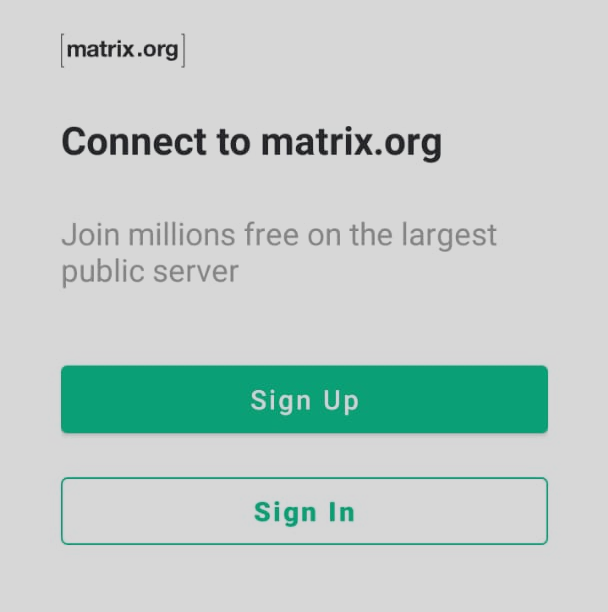 [matrix.org]
Connect to matrix.org
Join millions free on the largest
public server
Sign Up
Sign In